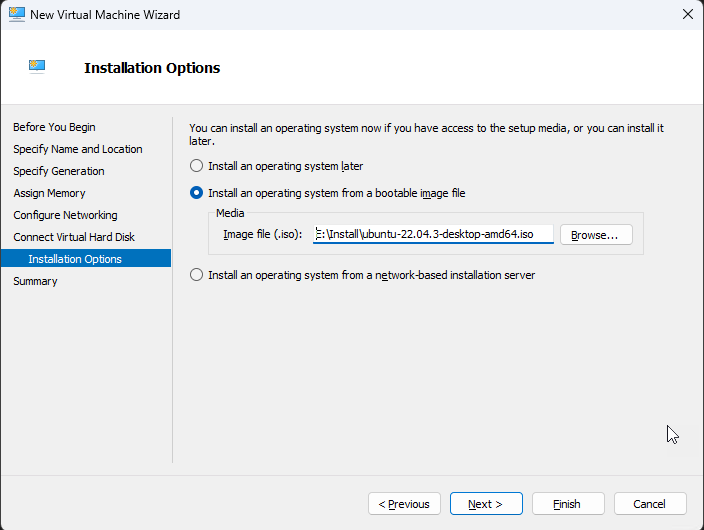 New Virtual Machine Wizard
Installation Options
Before You Begin
Specify Name and Location
Specify Generation
Assign Memory
Configure Networking
Connect Virtual Hard Disk
Installation Options
Summary
You can install an operating system now if you have access to the setup media, or you can install it
later.
Install an operating system later
Install an operating system from a bootable image file
Media
Image file (.iso):
E:\Install\ubuntu-22.04.3-desktop-amd64.iso
Browse...
Install an operating system from a network-based installation server
< Previous
Next >
Finish
Cancel